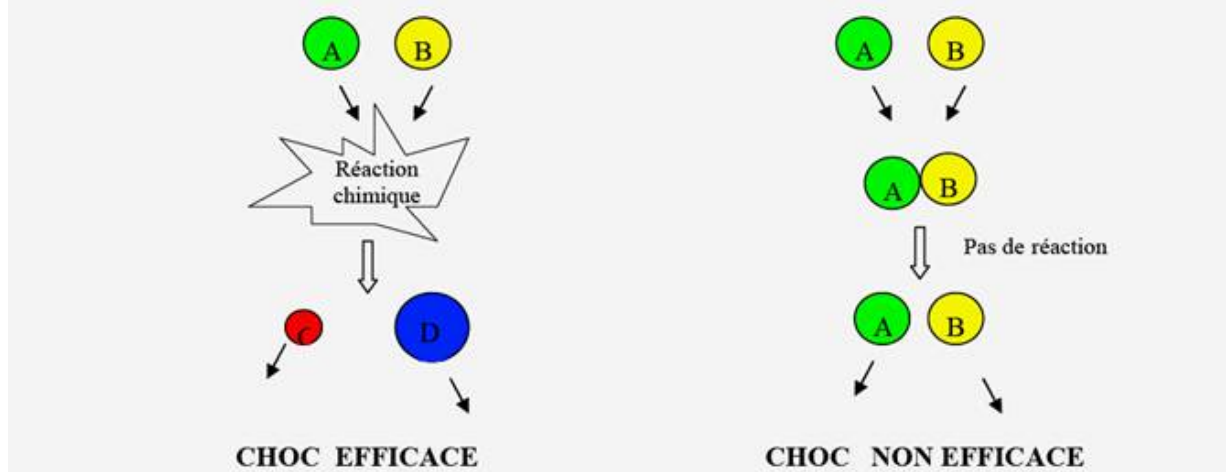 A B
Réaction
chimique
C D
CHOC EFFICACE
A B
A B
Pas de réaction
A B
CHOC NON EFFICACE